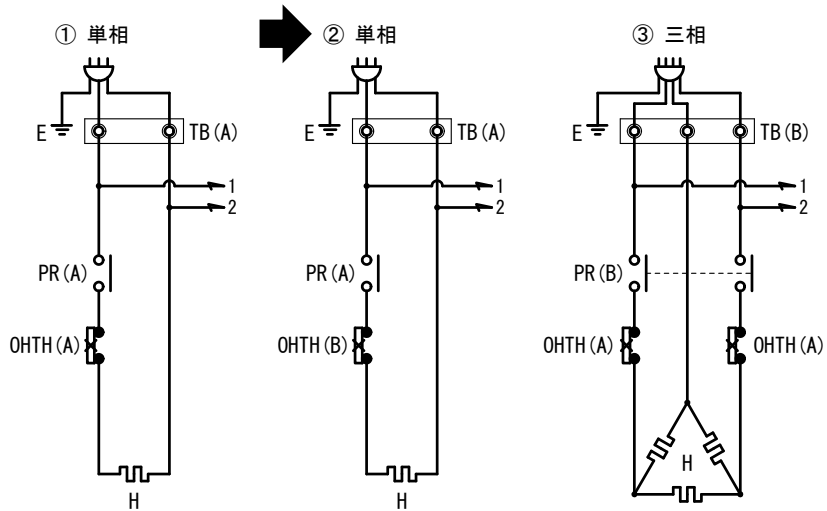 ① 単相
② 単相
③ 三相
E
TB(A)
E
TB(A)
E
TB(B)
1
2
1
2
1
2
PR(A)
PR(A)
PR(B)
OHTH(A)
OHTH(B)
OHTH(A)
OHTH(A)
H
H
H